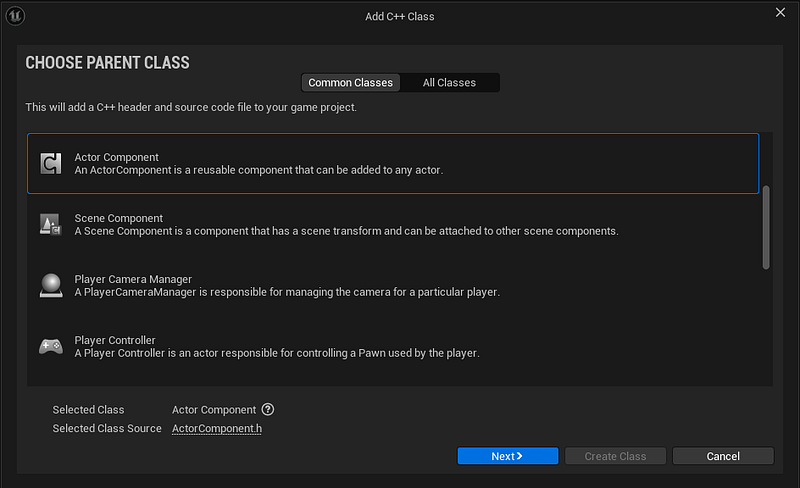 Add C++ Class
CHOOSE PARENT CLASS
Common Classes
All Classes
This will add a C++ header and source code file to your game project.
Actor Component
An ActorComponent is a reusable component that can be added to any actor.
Scene Component
A Scene Component is a component that has a scene transform and can be attached to other scene components.
Player Camera Manager
A PlayerCameraManager is responsible for managing the camera for a particular player.
Player Controller
A Player Controller is an actor responsible for controlling a Pawn used by the player.
Selected Class Actor Component ?
Selected Class Source ActorComponent.h
Next
Create Class
Cancel